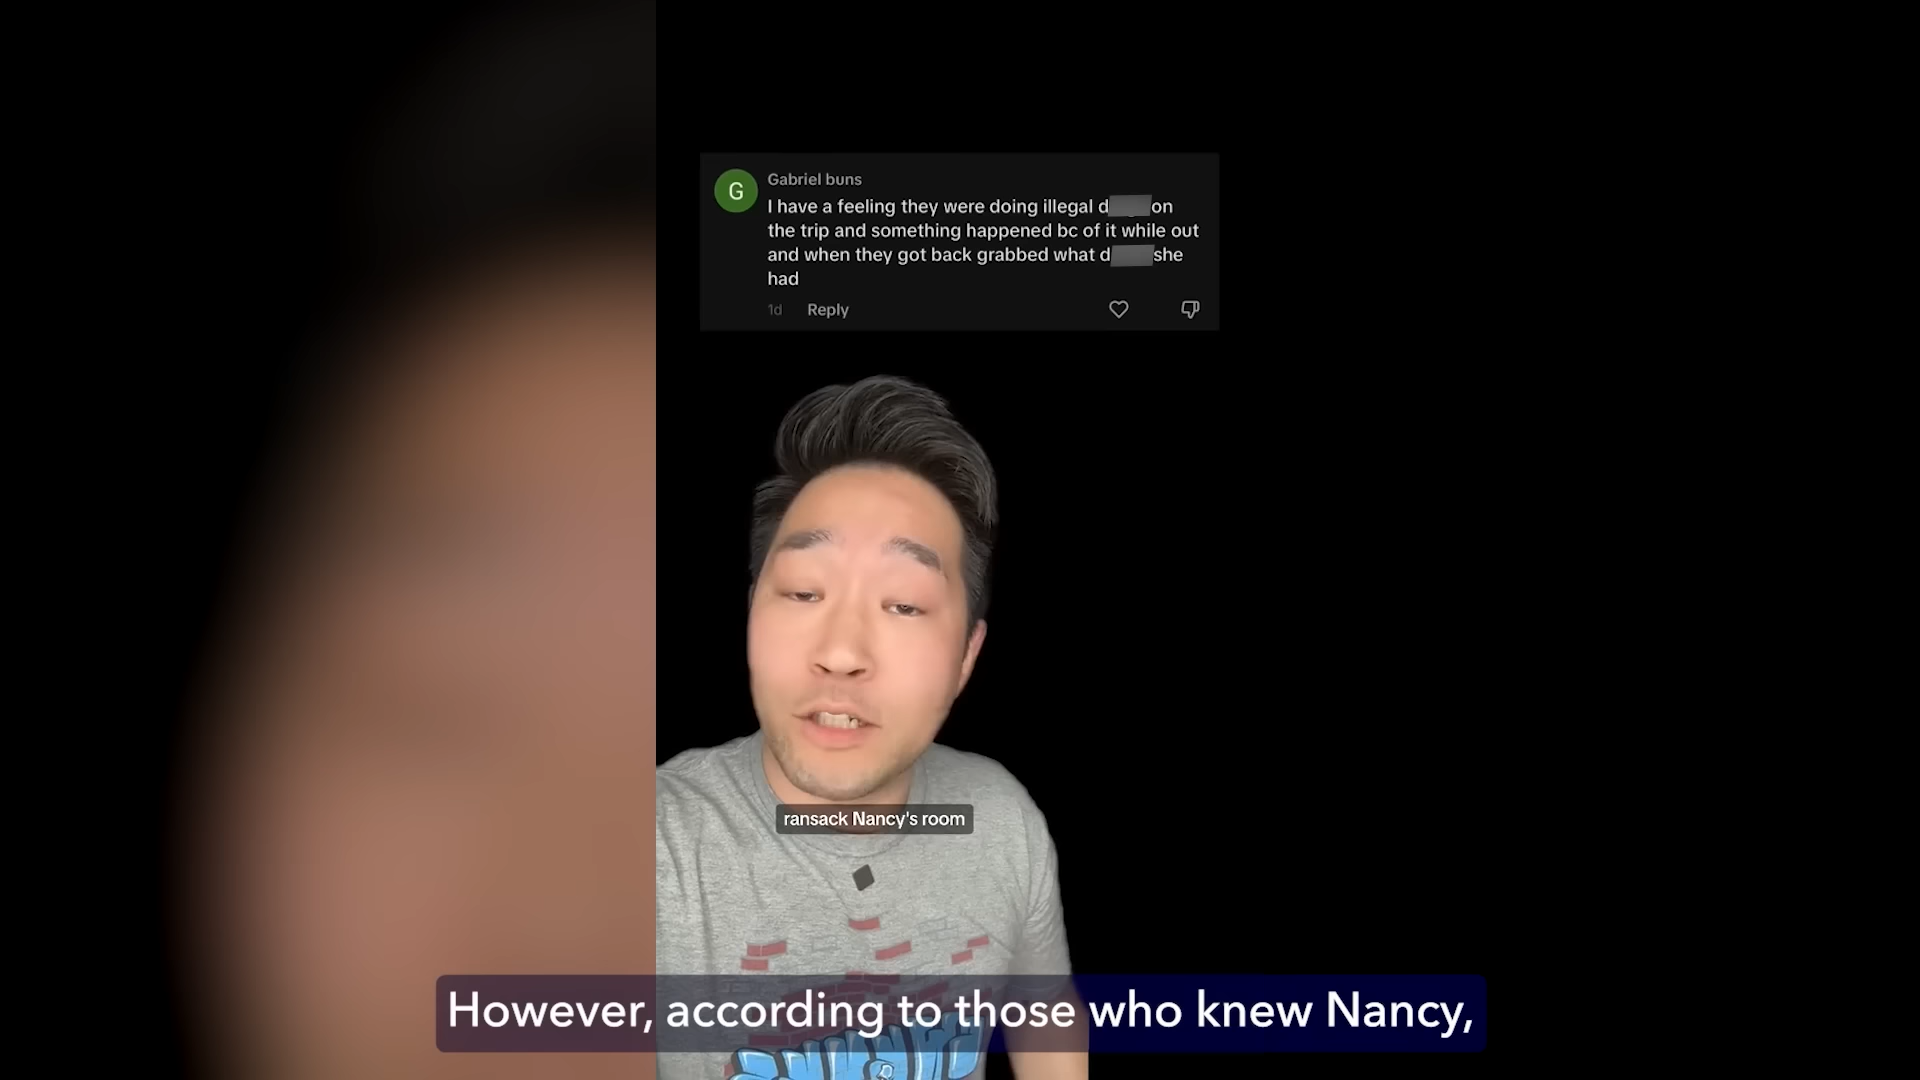 G
Gabriel buns
I have a feeling they were doing illegal d on
the trip and something happened bc of it while out
and when they got back grabbed what d she
had
1d Reply
ransack Nancy's room
However, according to those who knew Nancy,